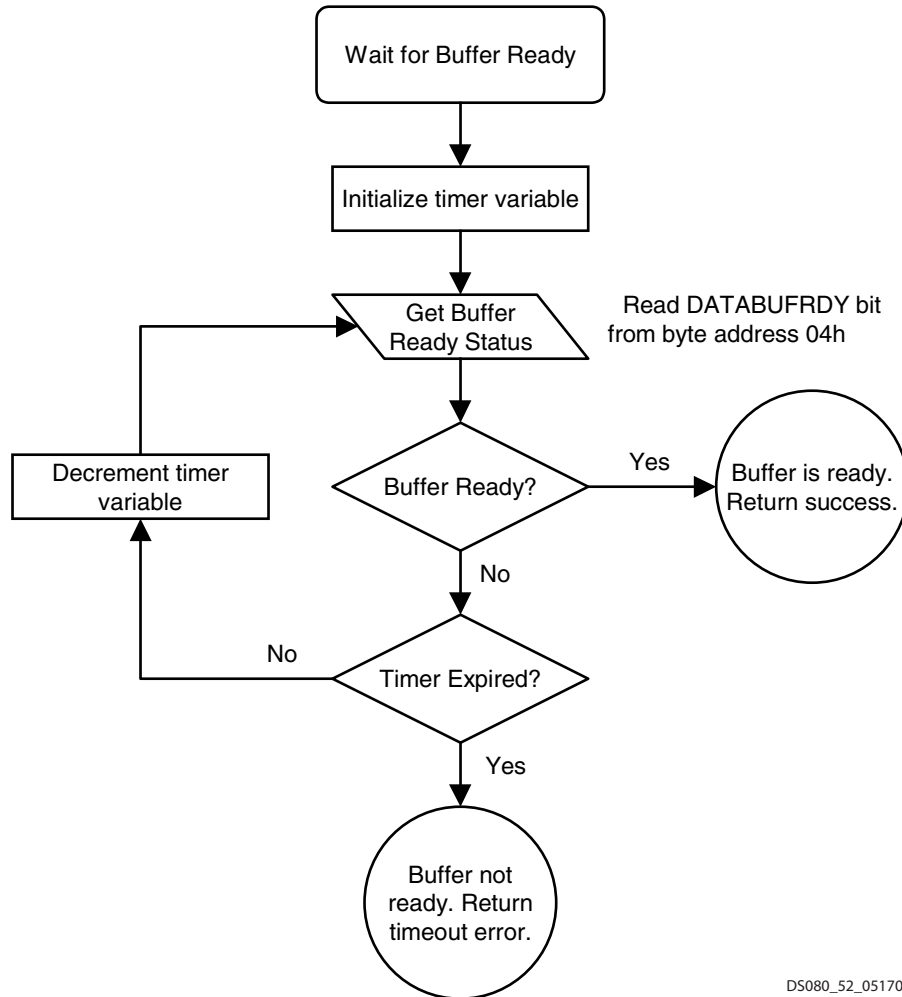 Wait for Buffer Ready
Initialize timer variable
Get Buffer
Ready Status
Read DATABUFRDY bit
from byte address 04h
Decrement timer
variable
Buffer Ready?
Yes
Buffer is ready.
Return success.
No
Timer Expired?
No
Yes
Buffer not
ready. Return
timeout error.
DS080_52_05170